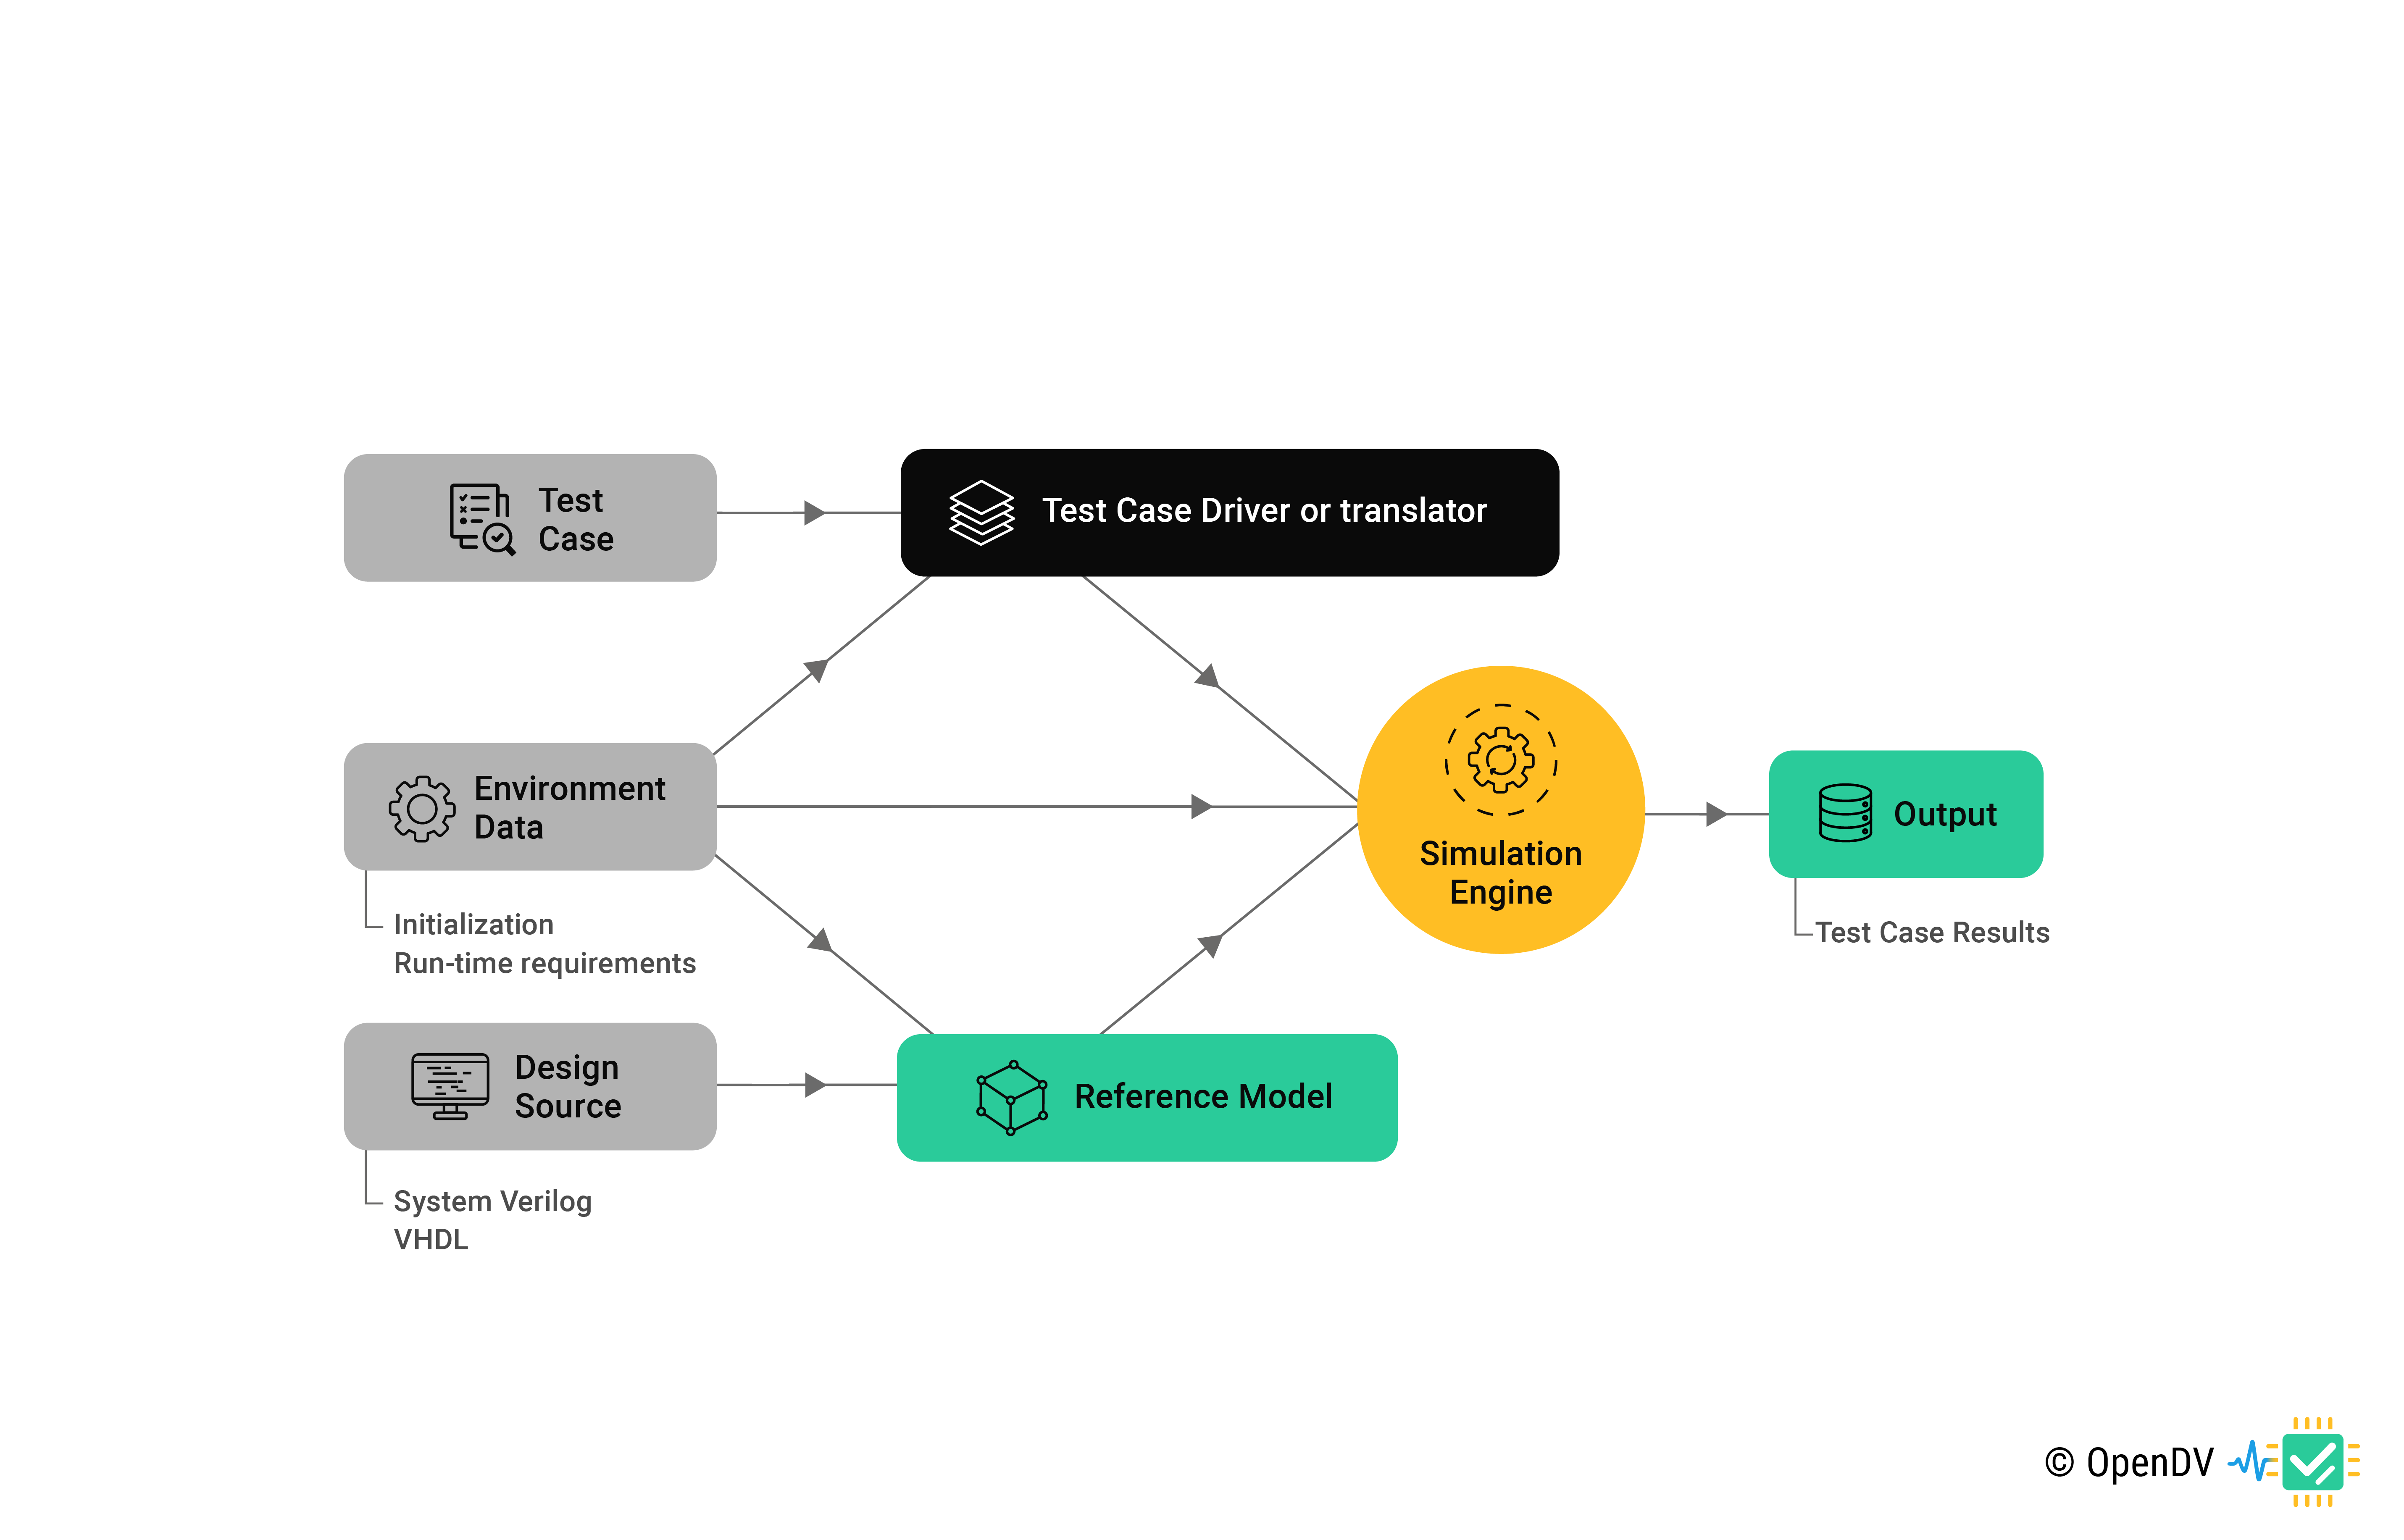 Test
Case
Test Case Driver or translator
Environment
Data
Initialization
Run-time requirements
Simulation
Engine
Output
Test Case Results
Design
Source
System Verilog
VHDL
Reference Model
© OpenDV